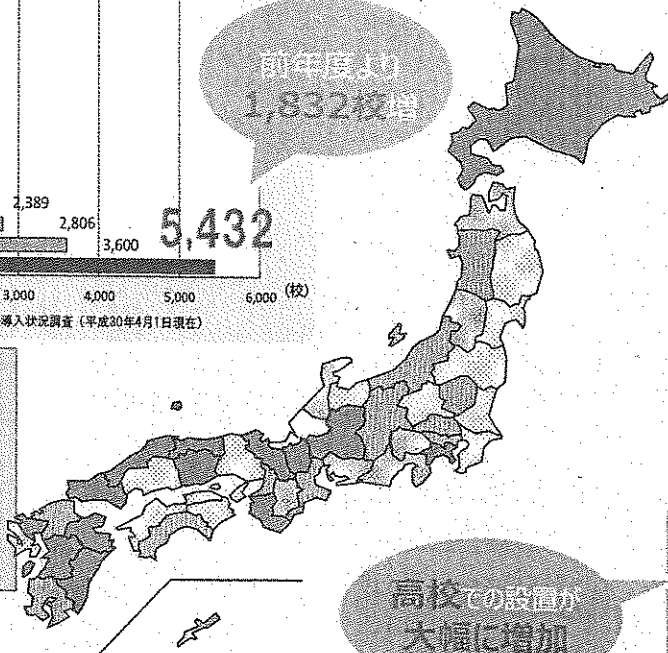 前年度より
1,832校増
2,389
2,806
3,600
5,432
3,000
4,000
5,000
6,000
(校)
導入状況調査（平成30年4月1日現在）
高校での設置が
大幅に増加